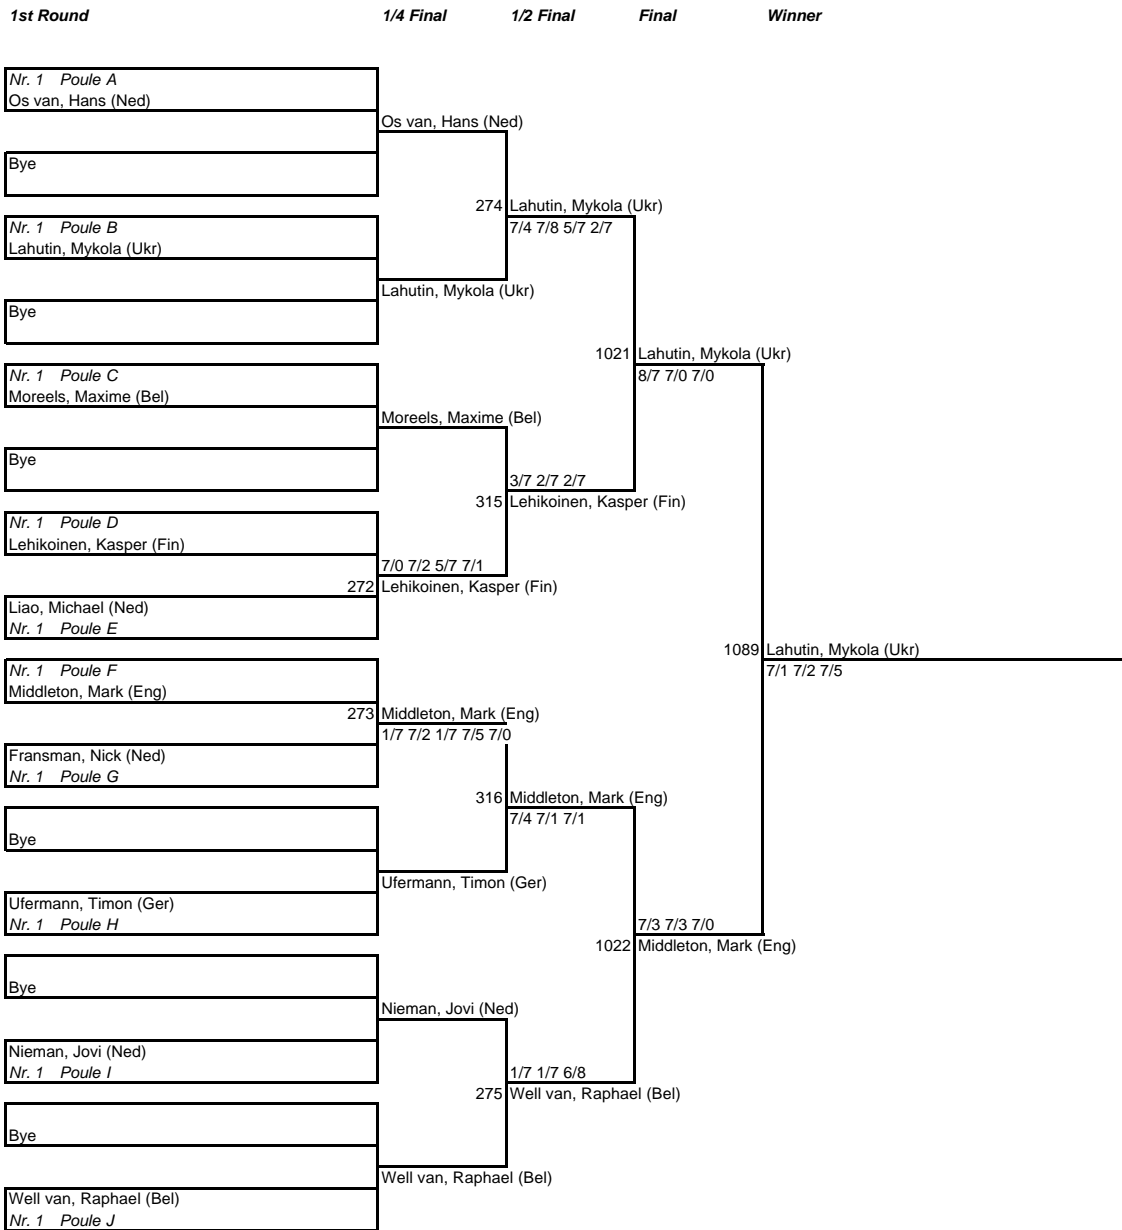 1st Round 1/4 Final 1/2 Final Final Winner
Nr. 1 Poule A
Os van, Hans (Ned)
Os van, Hans (Ned)
Bye
274 Lahutin, Mykola (Ukr)
Nr. 1 Poule B 7/4 7/8 5/7 2/7
Lahutin, Mykola (Ukr)
Lahutin, Mykola (Ukr)
Bye
1021 Lahutin, Mykola (Ukr)
Nr. 1 Poule C 8/7 7/0 7/0
Moreels, Maxime (Bel)
Moreels, Maxime (Bel)
Bye
3/7 2/7 2/7
315 Lehikoinen, Kasper (Fin)
Nr. 1 Poule D
Lehikoinen, Kasper (Fin)
7/0 7/2 5/7 7/1
272 Lehikoinen, Kasper (Fin)
Liao, Michael (Ned)
Nr. 1 Poule E
1089 Lahutin, Mykola (Ukr)
Nr. 1 Poule F 7/1 7/2 7/5
Middleton, Mark (Eng)
273 Middleton, Mark (Eng)
1/7 7/2 1/7 7/5 7/0
Fransman, Nick (Ned)
Nr. 1 Poule G
316 Middleton, Mark (Eng)
7/4 7/1 7/1
Bye
Ufermann, Timon (Ger)
Ufermann, Timon (Ger)
Nr. 1 Poule H 7/3 7/3 7/0
1022 Middleton, Mark (Eng)
Bye
Nieman, Jovi (Ned)
Nieman, Jovi (Ned)
Nr. 1 Poule I 1/7 1/7 6/8
275 Well van, Raphael (Bel)
Bye
Well van, Raphael (Bel)
Well van, Raphael (Bel)
Nr. 1 Poule J